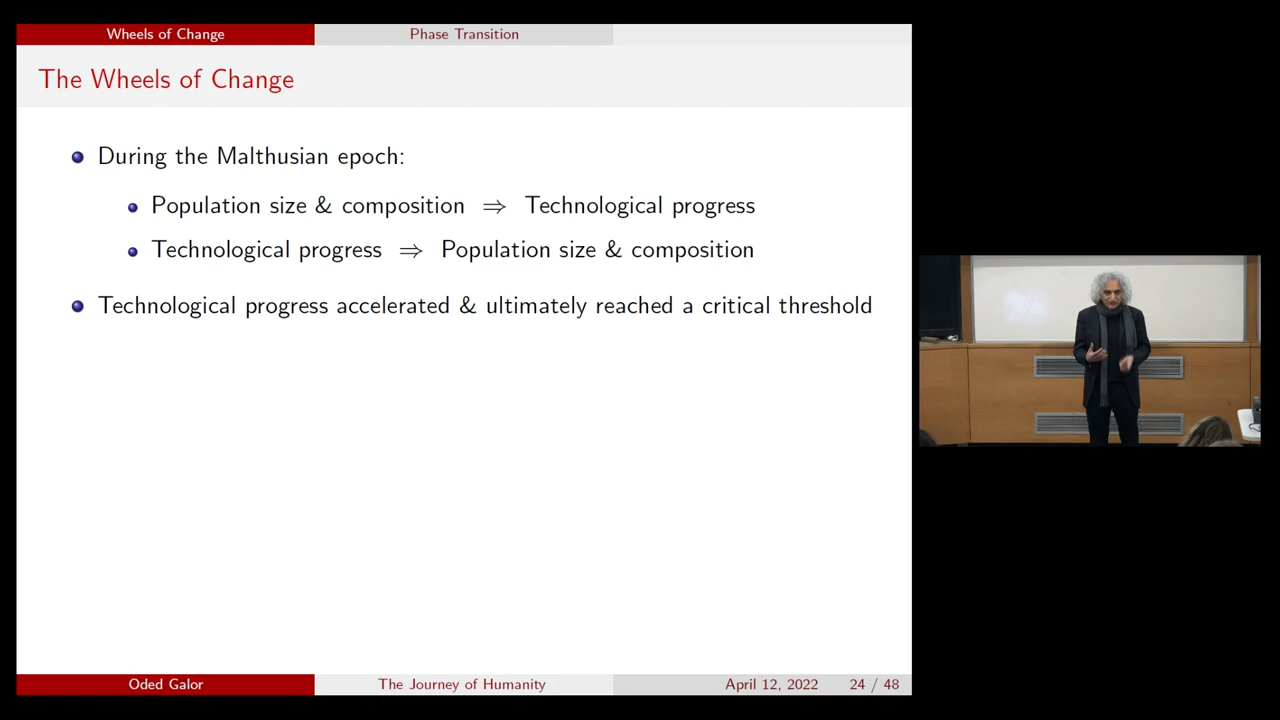 Wheels of Change
Phase Transition
The Wheels of Change
During the Malthusian epoch:
Population size & composition ⇒ Technological progress
Technological progress ⇒ Population size & composition
Technological progress accelerated & ultimately reached a critical threshold
Oded Galor
The Journey of Humanity
April 12, 2022
24 / 48